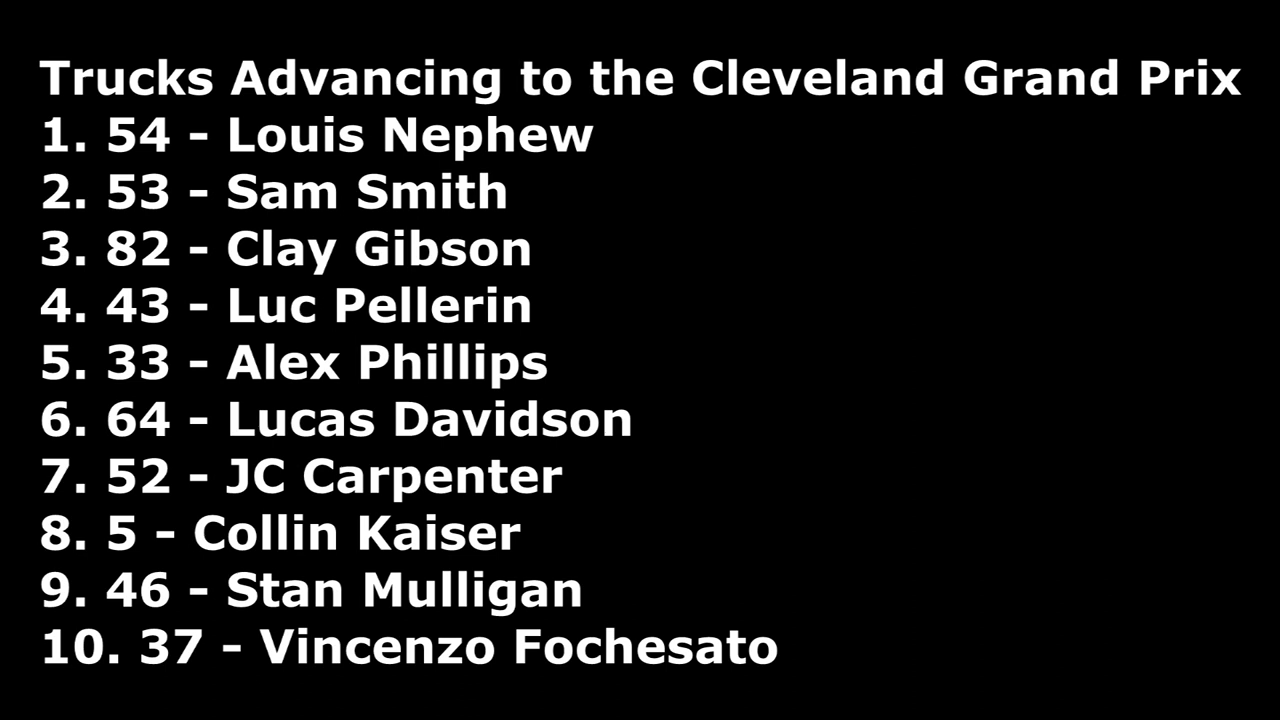 Trucks Advancing to the Cleveland Grand Prix
1. 54 - Louis Nephew
2. 53 - Sam Smith
3. 82 - Clay Gibson
4. 43 - Luc Pellerin
5. 33 - Alex Phillips
6. 64 - Lucas Davidson
7. 52 - JC Carpenter
8. 5 - Collin Kaiser
9. 46 - Stan Mulligan
10. 37 - Vincenzo Fochesato